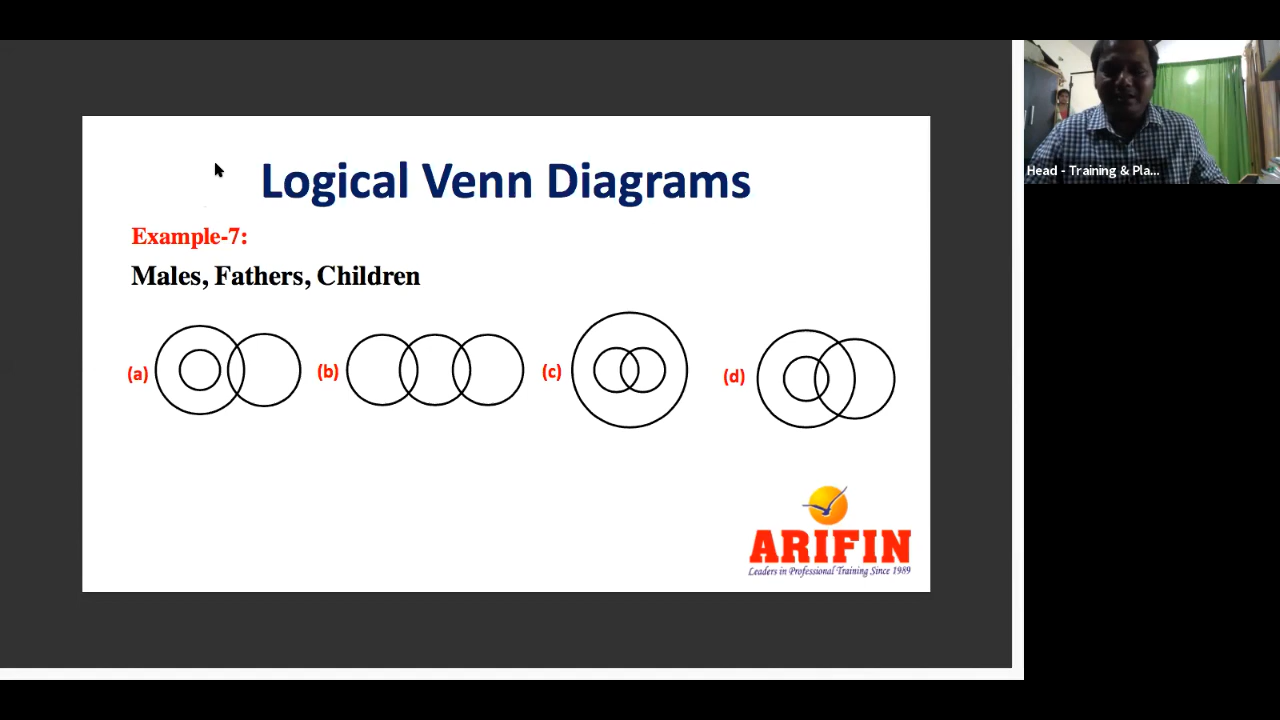 Logical Venn Diagrams
Example-7:
Males, Fathers, Children
(a) (b) (c) (d)
ARIFIN
Leaders in Professional Training Since 1989
Head - Training & Pla...